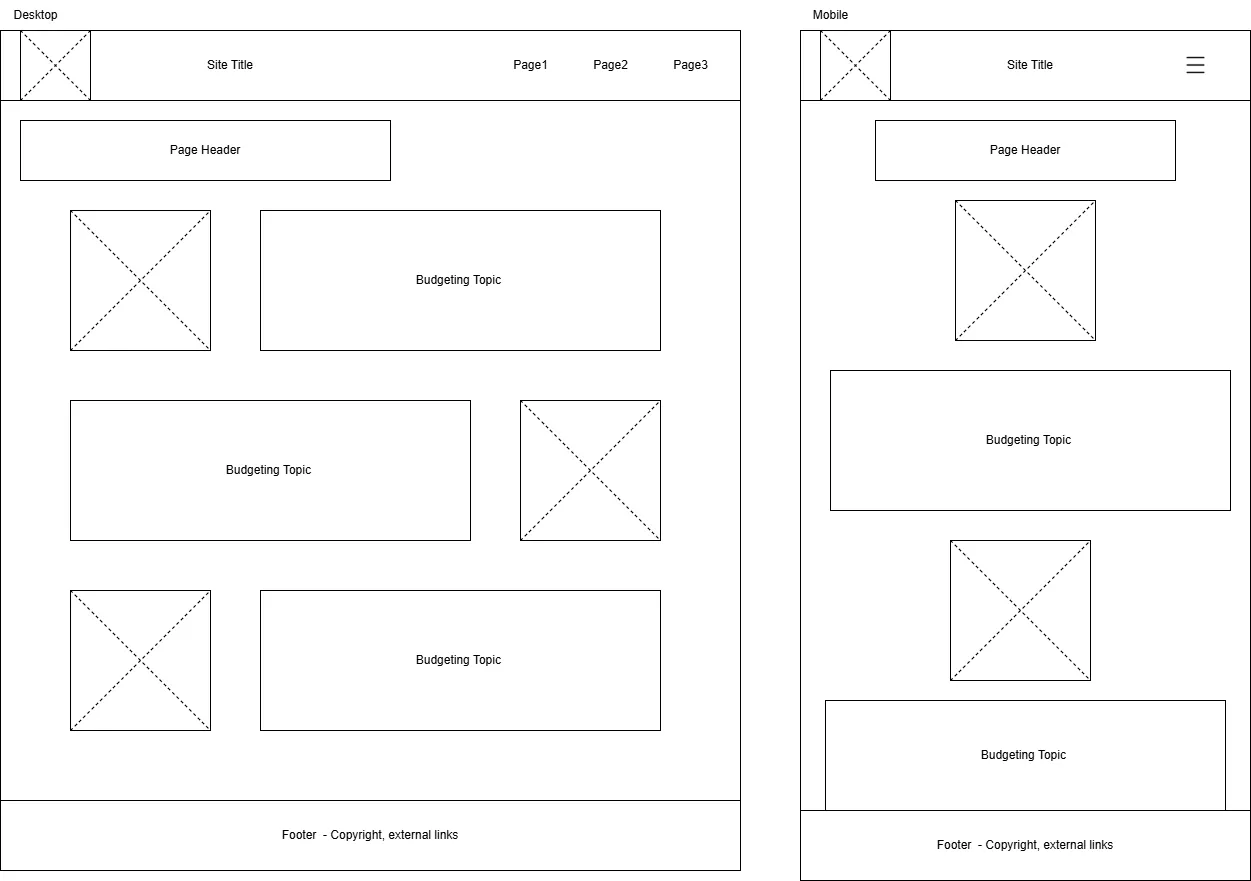 Desktop
Site Title
Page1
Page2
Page3
Page Header
Budgeting Topic
Budgeting Topic
Budgeting Topic
Footer  - Copyright, external links
Mobile
Site Title
Page Header
Budgeting Topic
Budgeting Topic
Footer  - Copyright, external links